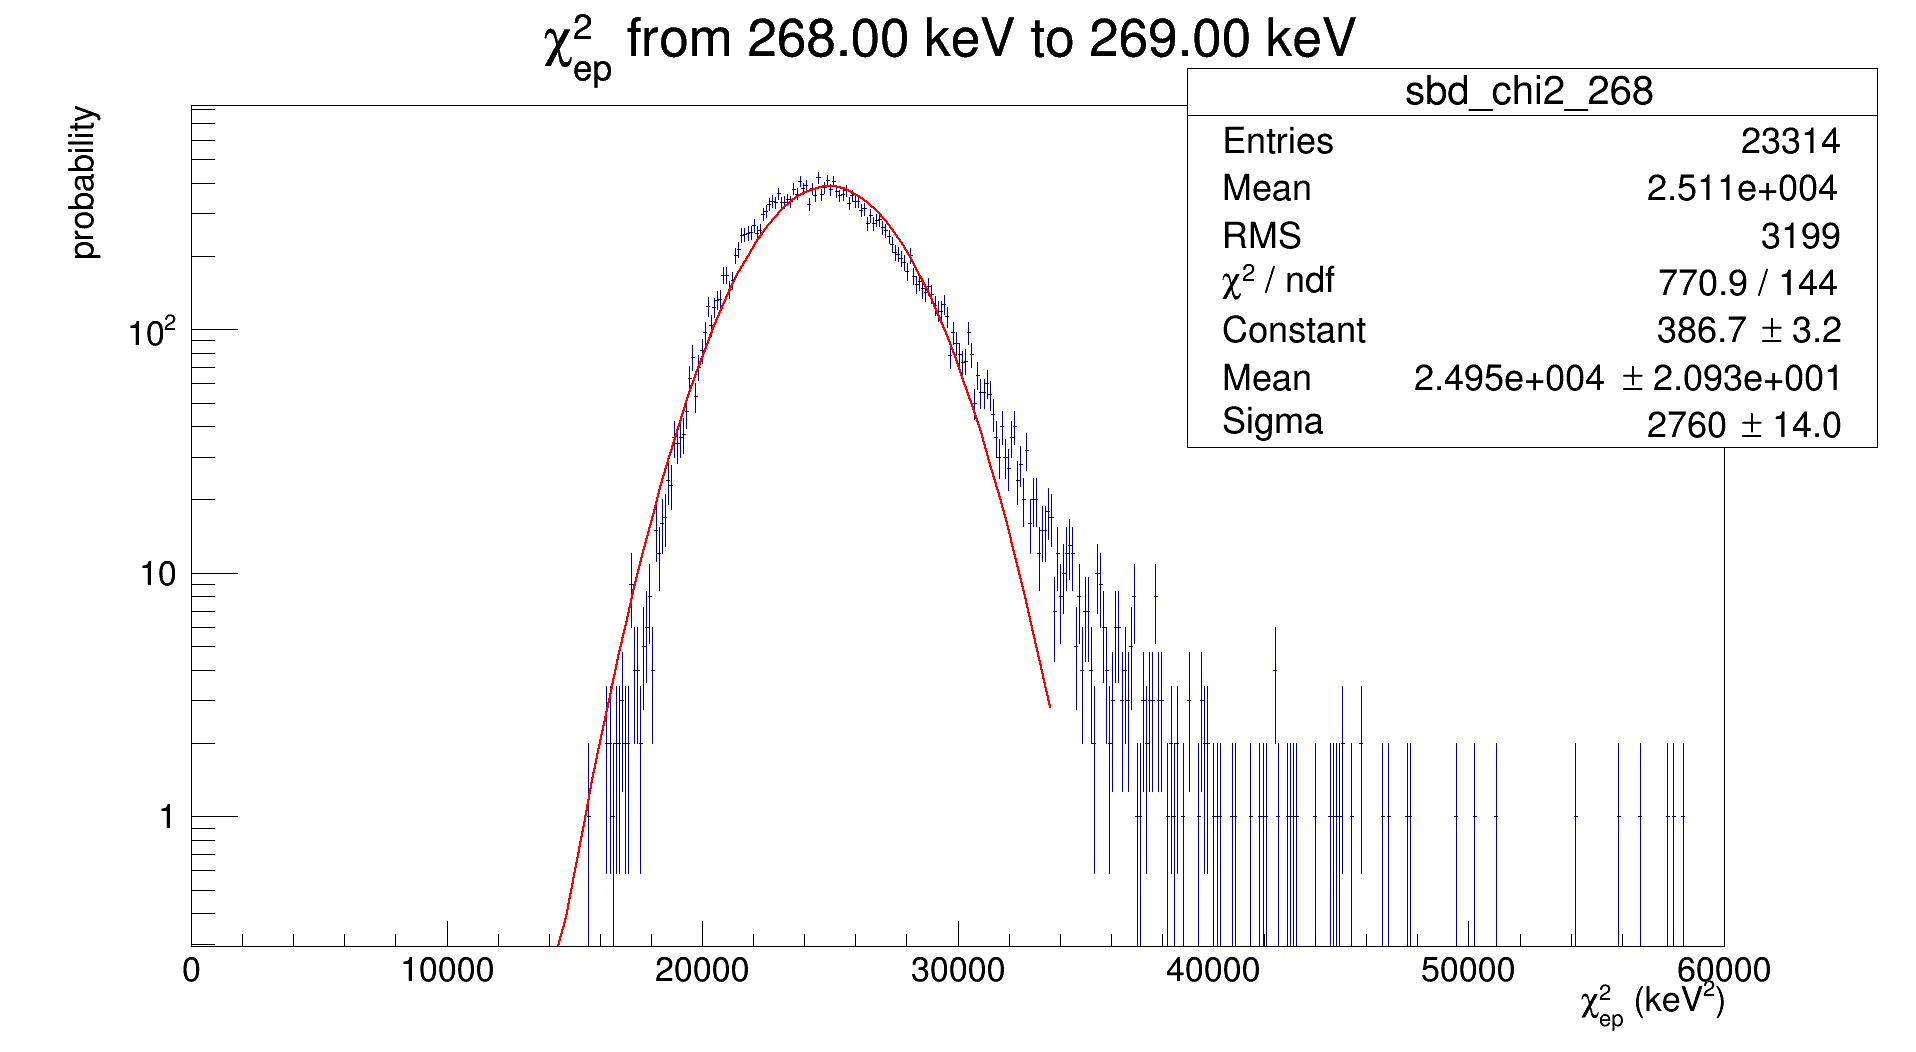 χ²ep from 268.00 keV to 269.00 keV
sbd_chi2_268
Entries 23314
Mean 2.511e+004
RMS 3199
χ² / ndf 770.9 / 144
Constant 386.7 ± 3.2
Mean 2.495e+004 ± 2.093e+001
Sigma 2760 ± 14.0
probability
10²
10
1
0 10000 20000 30000 40000 50000 60000
χ²ep (keV²)